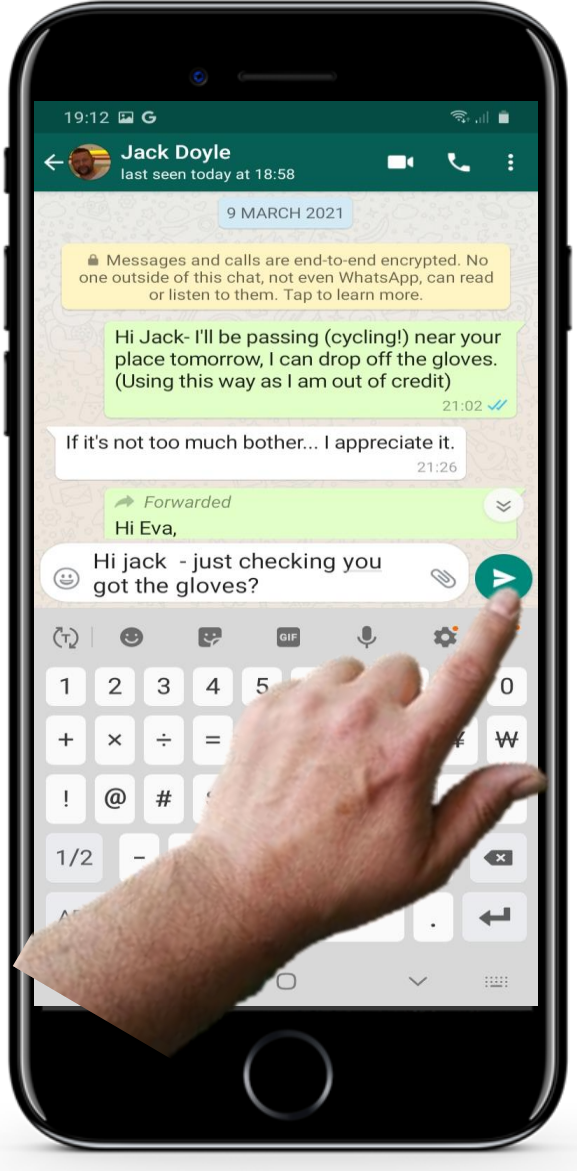 19:12 G
Jack Doyle
last seen today at 18:58
9 MARCH 2021
Messages and calls are end-to-end encrypted. No
one outside of this chat, not even WhatsApp, can read
or listen to them. Tap to learn more.
Hi Jack- I'll be passing (cycling!) near your
place tomorrow, I can drop off the gloves.
(Using this way as I am out of credit)
21:02
If it's not too much bother... I appreciate it.
21:26
Forwarded
Hi Eva,
Hi jack - just checking you
got the gloves?
T GIF
1 2 3 4 5 0
+ × ÷ = ₩
! @ #
1/2 -
.